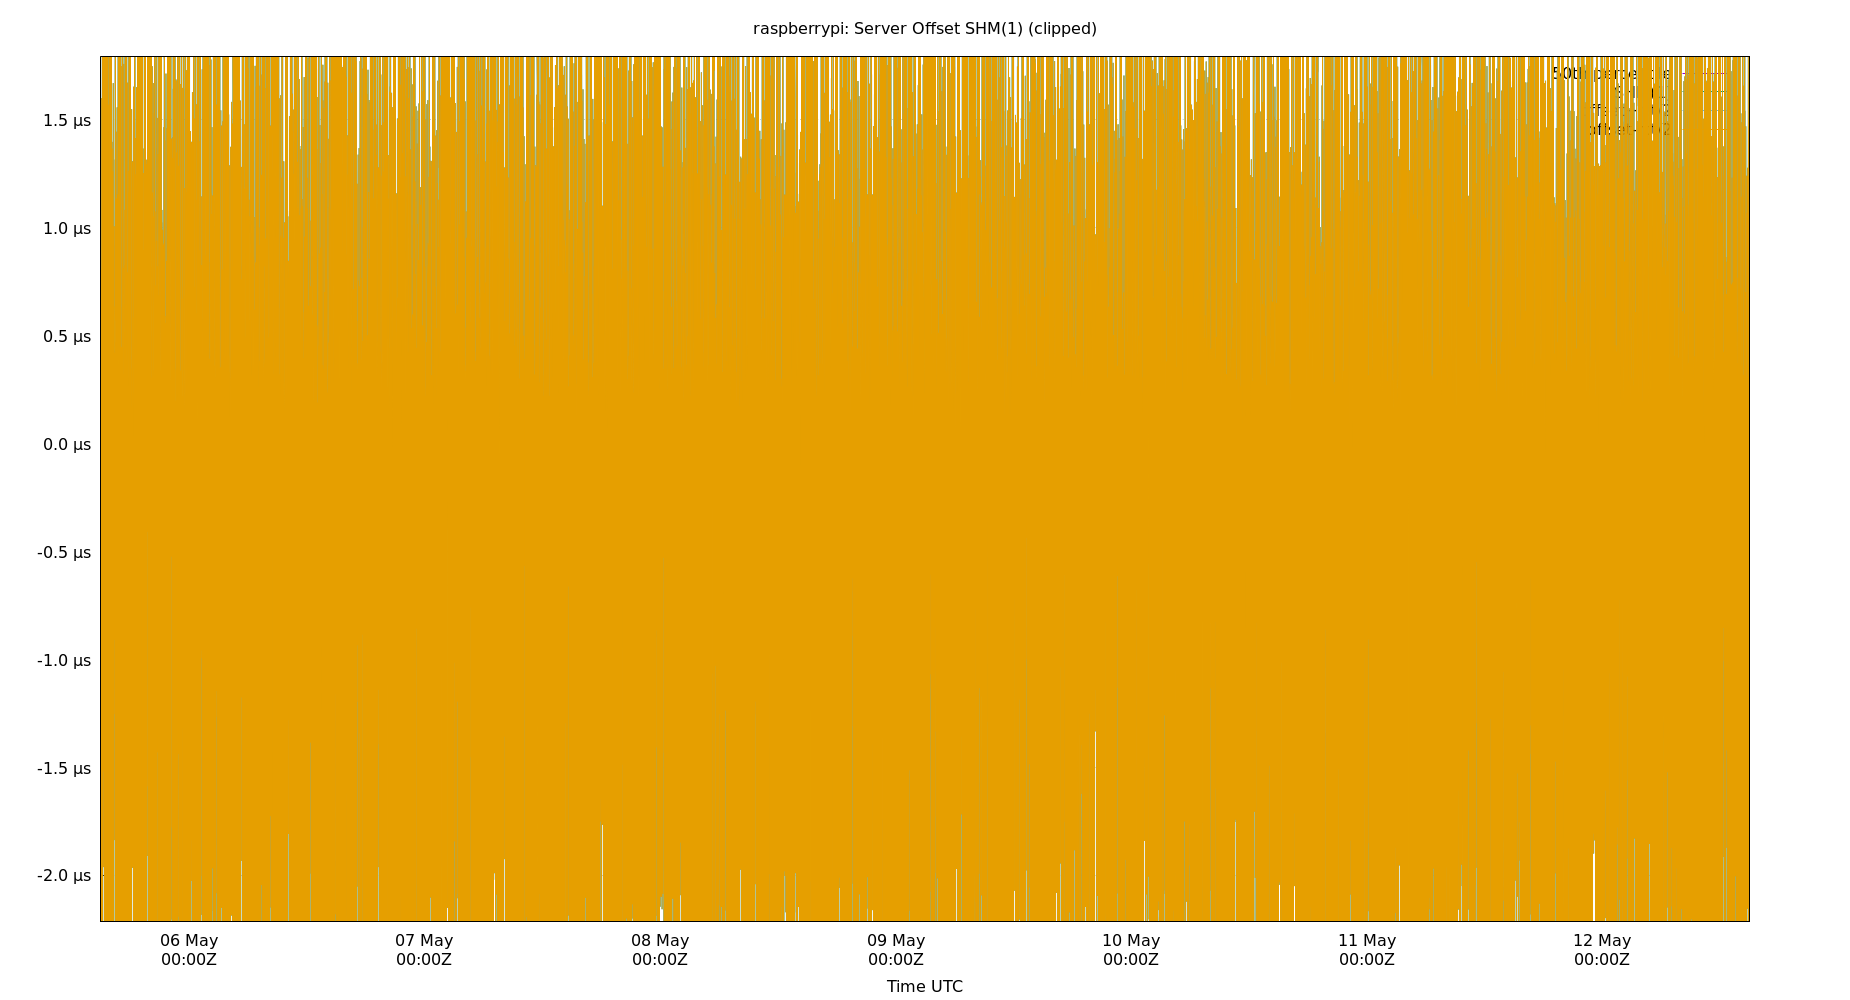 raspberrypi: Server Offset SHM(1) (clipped)
1.5 µs
1.0 µs
0.5 µs
0.0 µs
-0.5 µs
-1.0 µs
-1.5 µs
-2.0 µs
06 May
00:00Z
07 May
00:00Z
08 May
00:00Z
09 May
00:00Z
10 May
00:00Z
11 May
00:00Z
12 May
00:00Z
Time UTC